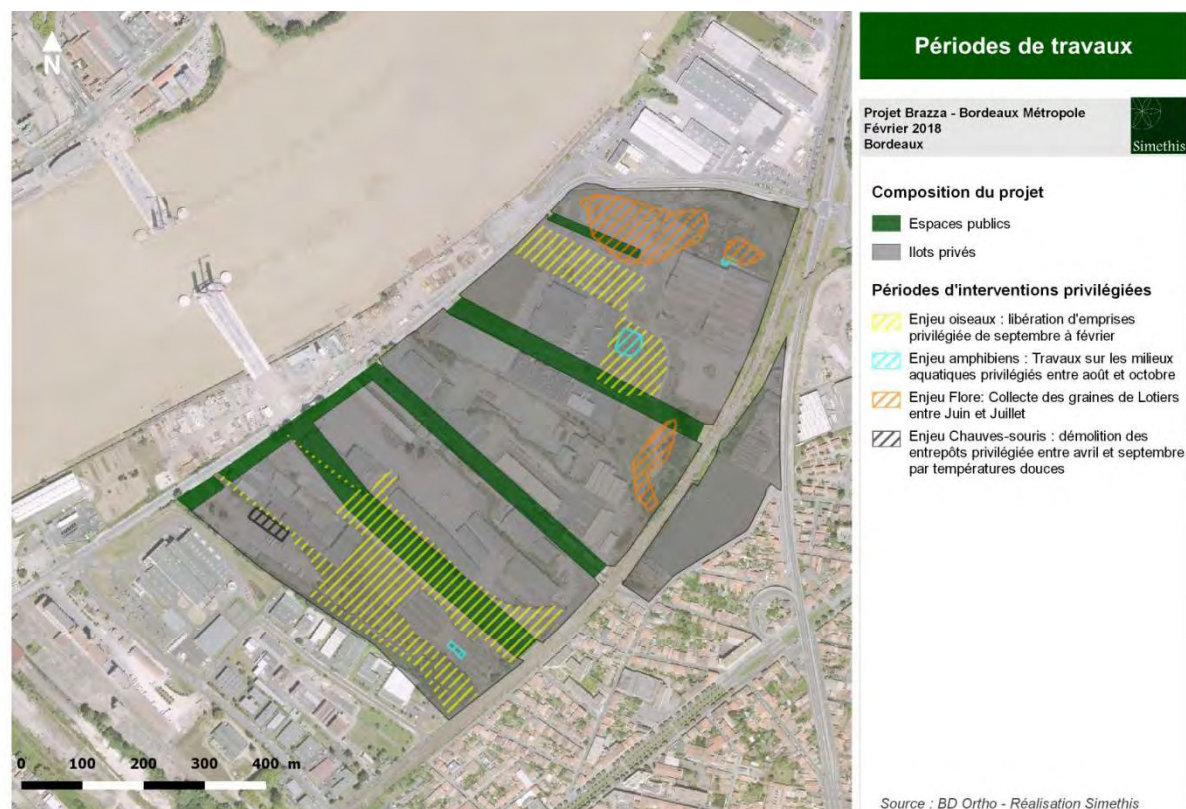 N
Périodes de travaux
Projet Brazza - Bordeaux Métropole
Février 2018
Bordeaux
Simethis
Composition du projet
Espaces publics
Ilots privés
Périodes d'interventions privilégiées
Enjeu oiseaux : libération d'emprises
privilégiée de septembre à février
Enjeu amphibiens : Travaux sur les milieux
aquatiques privilégiés entre août et octobre
Enjeu Flore: Collecte des graines de Lotiers
entre Juin et Juillet
Enjeu Chauves-souris : démolition des
entrepôts privilégiée entre avril et septembre
par températures douces
0 100 200 300 400 m
Source : BD Ortho - Réalisation Simethis